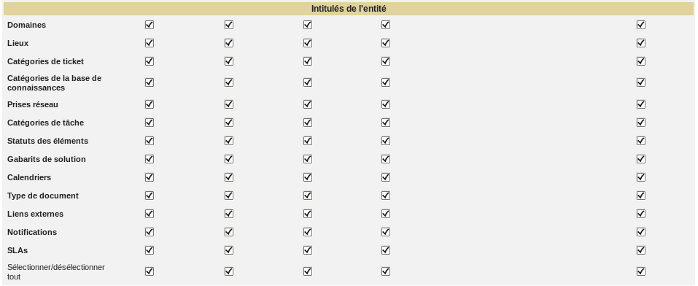 Intitulés de l'entité
Domaines
Lieux
Catégories de ticket
Catégories de la base de
connaissances
Prises réseau
Catégories de tâche
Statuts des éléments
Gabarits de solution
Calendriers
Type de document
Liens externes
Notifications
SLAs
Sélectionner/désélectionner
tout